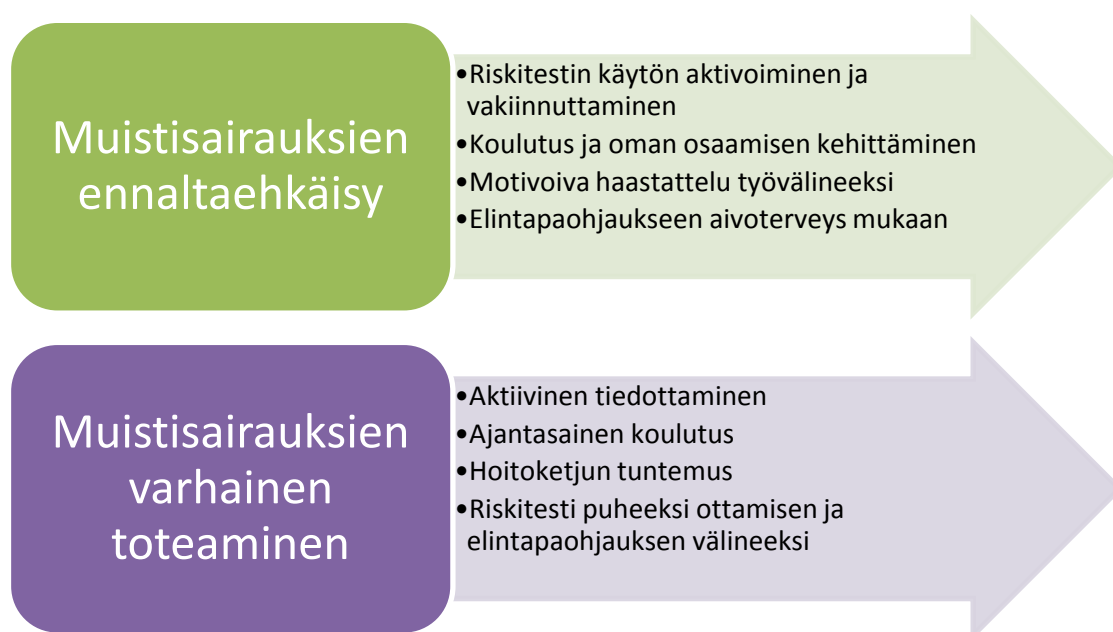 Muistisairauksien
ennaltaehkäisy
•Riskitestin käytön aktivoiminen ja
vakiinnuttaminen
•Koulutus ja oman osaamisen kehittäminen
•Motivoiva haastattelu työvälineeksi
•Elintapaohjaukseen aivoterveys mukaan
Muistisairauksien
varhainen
toteaminen
•Aktiivinen tiedottaminen
•Ajantasainen koulutus
•Hoitoketjun tuntemus
•Riskitesti puheeksi ottamisen ja
elintapaohjauksen välineeksi